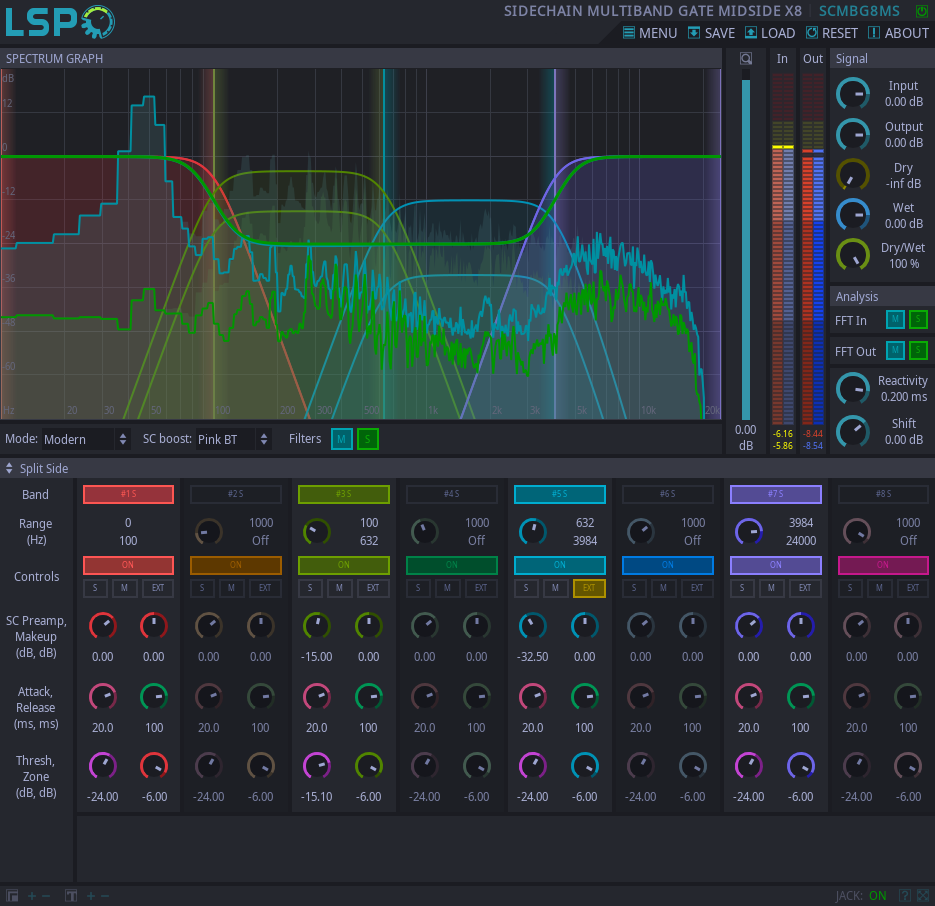 LSP
SIDECHAIN MULTIBAND GATE MIDSIDE X8 SCMBG8MS
MENU SAVE LOAD RESET ABOUT
SPECTRUM GRAPH
In Out Signal
dB
12
0
-12
-24
-36
-48
-60
Hz 20 30 50 100 200 300 500 1k 2k 3k 5k 10k 20k
0.00
dB
-6.16 -8.44
-5.86 -8.54
Input
0.00 dB
Output
0.00 dB
Dry
-inf dB
Wet
0.00 dB
Dry/Wet
100 %
Analysis
FFT In M S
FFT Out M S
Reactivity
0.200 ms
Shift
0.00 dB
Mode: Modern SC boost: Pink BT Filters M S
Split Side
Band #1 S #2 S #3 S #4 S #5 S #6 S #7 S #8 S
Range 0 1000 100 1000 632 1000 3984 1000
(Hz) 100 Off 632 Off 3984 Off 24000 Off
Controls ON ON ON ON ON ON ON ON
S M EXT S M EXT S M EXT S M EXT S M EXT S M EXT S M EXT S M EXT
SC Preamp,
Makeup
(dB, dB) 0.00 0.00 0.00 0.00 -15.00 0.00 0.00 0.00 -32.50 0.00 0.00 0.00 0.00 0.00 0.00 0.00
Attack,
Release
(ms, ms) 20.0 100 20.0 100 20.0 100 20.0 100 20.0 100 20.0 100 20.0 100 20.0 100
Thresh,
Zone
(dB, dB) -24.00 -6.00 -24.00 -6.00 -15.10 -6.00 -24.00 -6.00 -24.00 -6.00 -24.00 -6.00 -24.00 -6.00 -24.00 -6.00
JACK: ON